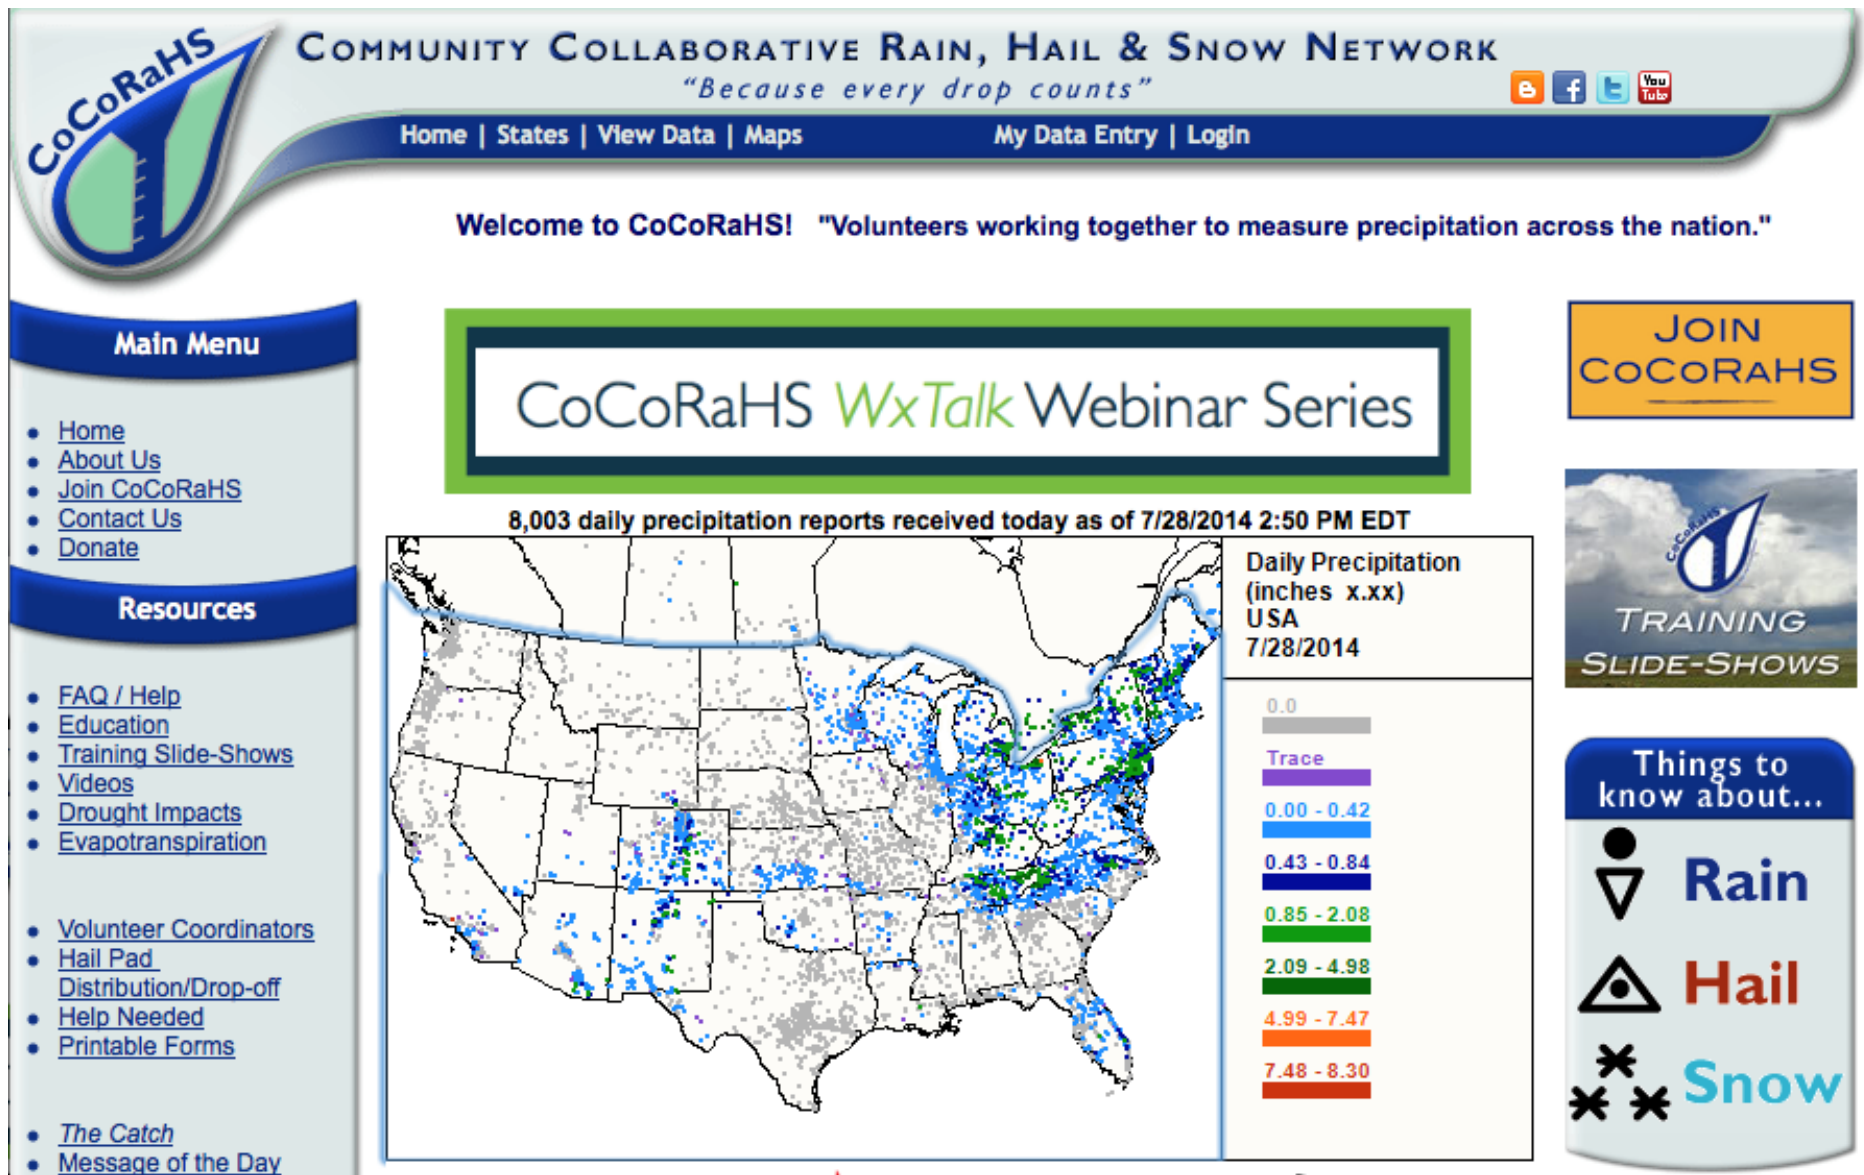 CoCoRaHS
COMMUNITY COLLABORATIVE RAIN, HAIL & SNOW NETWORK
"Because every drop counts"
You Tube
Home | States | View Data | Maps My Data Entry | Login
Welcome to CoCoRaHS! "Volunteers working together to measure precipitation across the nation."
Main Menu
Home
About Us
Join CoCoRaHS
Contact Us
Donate
Resources
FAQ / Help
Education
Training Slide-Shows
Videos
Drought Impacts
Evapotranspiration
Volunteer Coordinators
Hail Pad
Distribution/Drop-off
Help Needed
Printable Forms
The Catch
Message of the Day
CoCoRaHS WxTalk Webinar Series
8,003 daily precipitation reports received today as of 7/28/2014 2:50 PM EDT
Daily Precipitation
(inches x.xx)
USA
7/28/2014
0.0
Trace
0.00 - 0.42
0.43 - 0.84
0.85 - 2.08
2.09 - 4.98
4.99 - 7.47
7.48 - 8.30
JOIN
COCORAHS
CoCoRaHS
TRAINING
SLIDE-SHOWS
Things to
know about...
Rain
Hail
Snow